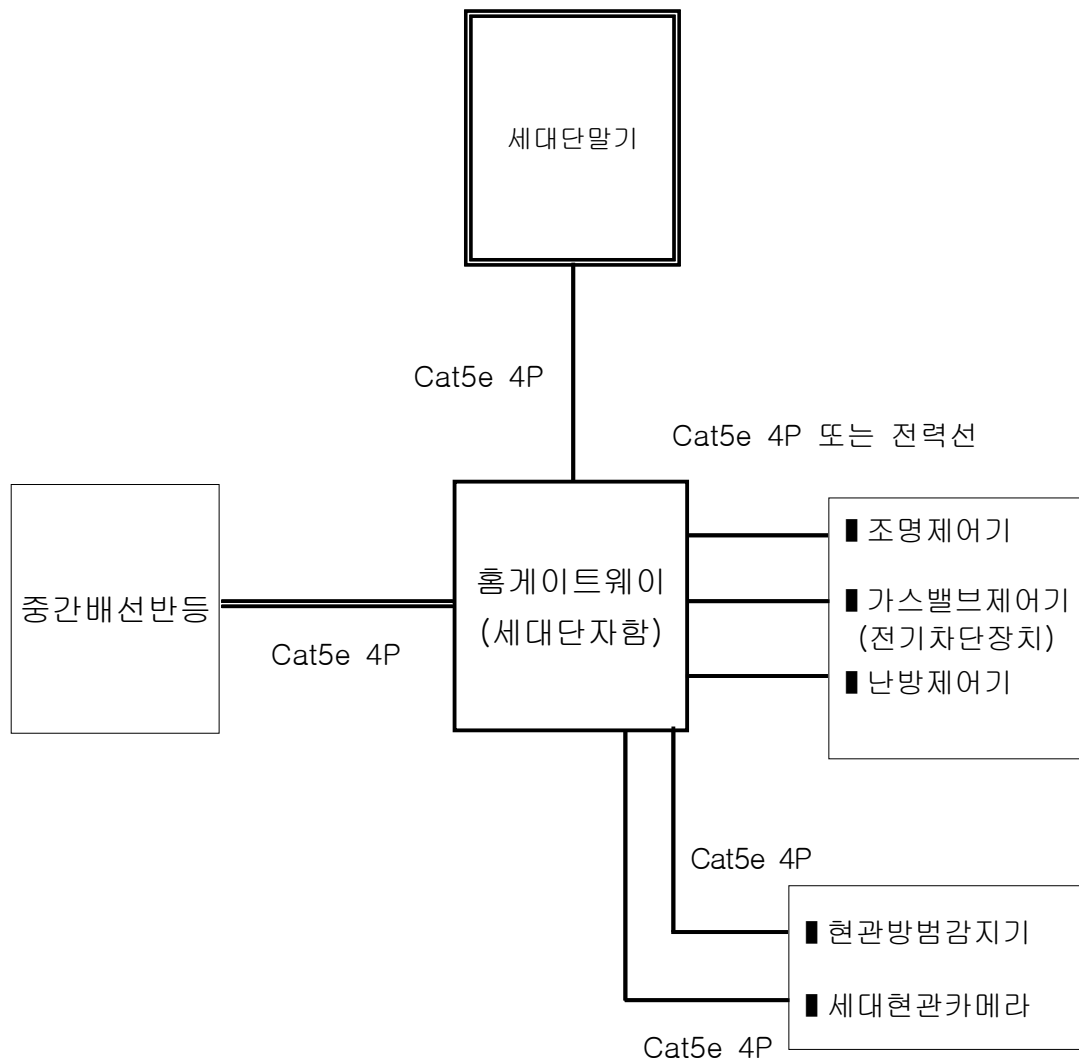 세대단말기
Cat5e 4P
Cat5e 4P 또는 전력선
중간배선반등
Cat5e 4P
홈게이트웨이
(세대단자함)
■ 조명제어기
■ 가스밸브제어기
(전기차단장치)
■ 난방제어기
Cat5e 4P
■ 현관방범감지기
■ 세대현관카메라
Cat5e 4P